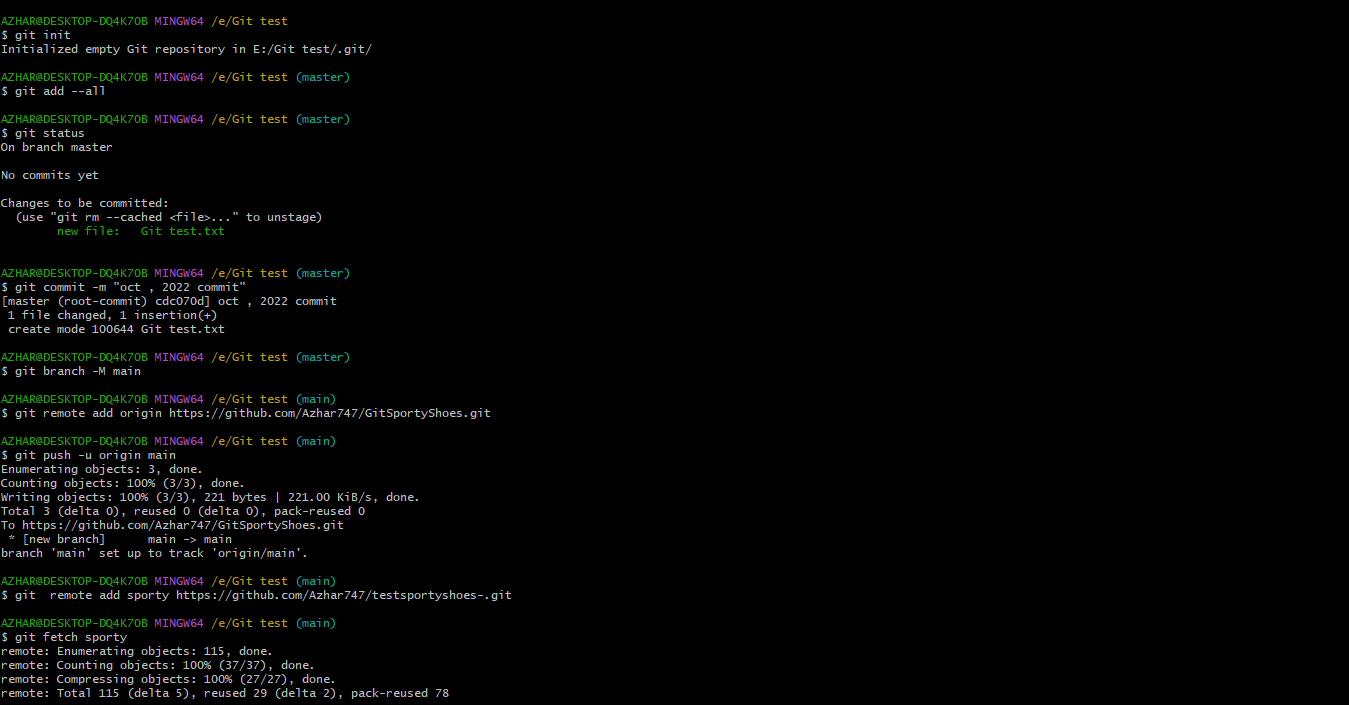 AZHAR@DESKTOP-DQ4K7OB MINGW64 /e/Git test
$ git init
Initialized empty Git repository in E:/Git test/.git/
AZHAR@DESKTOP-DQ4K7OB MINGW64 /e/Git test (master)
$ git add --all
AZHAR@DESKTOP-DQ4K7OB MINGW64 /e/Git test (master)
$ git status
On branch master
No commits yet
Changes to be committed:
  (use "git rm --cached <file>..." to unstage)
        new file:   Git test.txt
AZHAR@DESKTOP-DQ4K7OB MINGW64 /e/Git test (master)
$ git commit -m "oct , 2022 commit"
[master (root-commit) cdc070d] oct , 2022 commit
 1 file changed, 1 insertion(+)
 create mode 100644 Git test.txt
AZHAR@DESKTOP-DQ4K7OB MINGW64 /e/Git test (master)
$ git branch -M main
AZHAR@DESKTOP-DQ4K7OB MINGW64 /e/Git test (main)
$ git remote add origin https://github.com/Azhar747/GitSportyShoes.git
AZHAR@DESKTOP-DQ4K7OB MINGW64 /e/Git test (main)
$ git push -u origin main
Enumerating objects: 3, done.
Counting objects: 100% (3/3), done.
Writing objects: 100% (3/3), 221 bytes | 221.00 KiB/s, done.
Total 3 (delta 0), reused 0 (delta 0), pack-reused 0
To https://github.com/Azhar747/GitSportyShoes.git
 * [new branch]      main -> main
branch 'main' set up to track 'origin/main'.
AZHAR@DESKTOP-DQ4K7OB MINGW64 /e/Git test (main)
$ git  remote add sporty https://github.com/Azhar747/testsportyshoes-.git
AZHAR@DESKTOP-DQ4K7OB MINGW64 /e/Git test (main)
$ git fetch sporty
remote: Enumerating objects: 115, done.
remote: Counting objects: 100% (37/37), done.
remote: Compressing objects: 100% (27/27), done.
remote: Total 115 (delta 5), reused 29 (delta 2), pack-reused 78